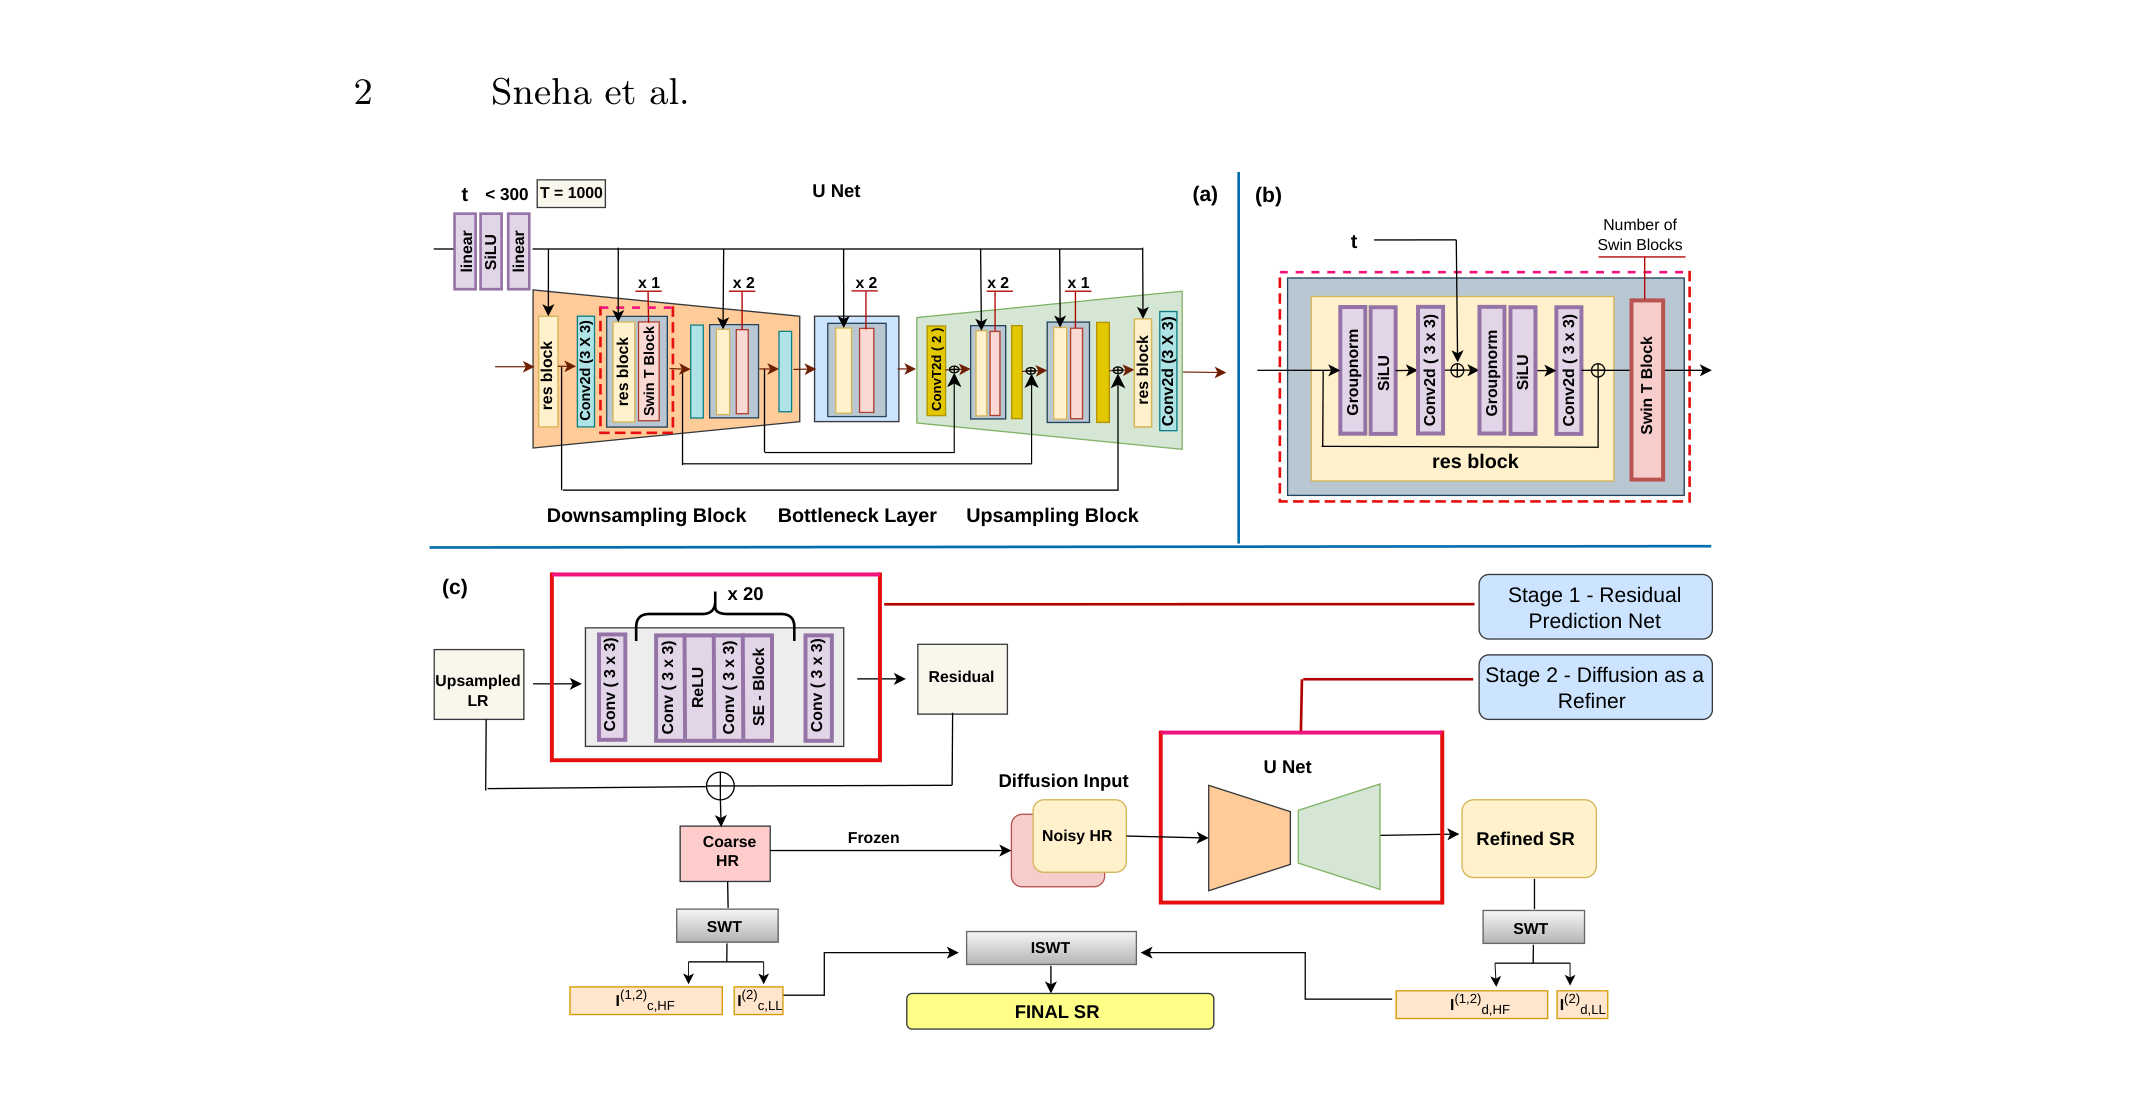 2 Sneha et al.
t < 300 T = 1000
U Net
(a)
linear
SiLU
linear
x 1
x 2
x 2
x 2
x 1
res block
Conv2d (3 X 3)
res block
Swin T Block
ConvT2d ( 2 )
res block
Conv2d (3 X 3)
Downsampling Block
Bottleneck Layer
Upsampling Block
(b)
Number of
Swin Blocks
t
Groupnorm
SiLU
Conv2d ( 3 x 3)
Groupnorm
SiLU
Conv2d ( 3 x 3)
Swin T Block
res block
(c)
x 20
Upsampled
LR
Conv ( 3 x 3)
Conv ( 3 x 3)
ReLU
Conv ( 3 x 3)
SE - Block
Conv ( 3 x 3)
Residual
Stage 1 - Residual
Prediction Net
Stage 2 - Diffusion as a
Refiner
U Net
Diffusion Input
Noisy HR
Coarse
HR
Frozen
Refined SR
SWT
ISWT
SWT
I(1,2)c,HF
I(2)c,LL
FINAL SR
I(1,2)d,HF
I(2)d,LL